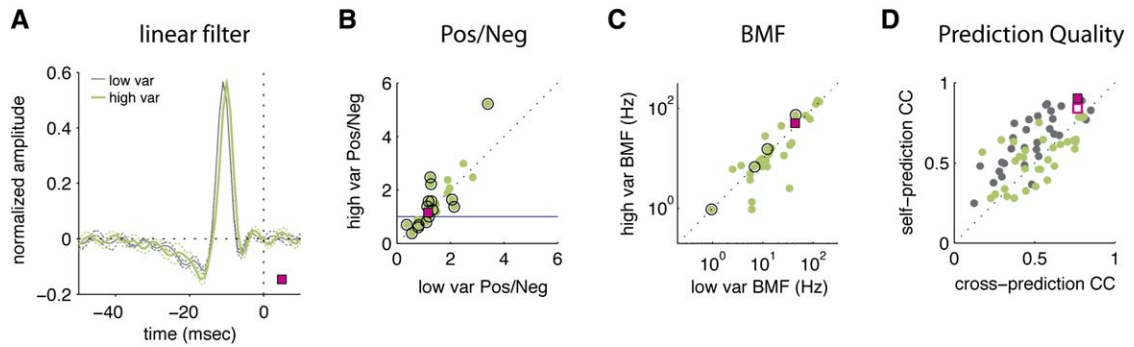 A linear filter
low var
high var
normalized amplitude
0.6
0.4
0.2
0
−0.2
−40 −20 0
time (msec)
B Pos/Neg
high var Pos/Neg
6
4
2
0
0 2 4 6
low var Pos/Neg
C BMF
high var BMF (Hz)
10²
10⁰
10⁰ 10¹ 10²
low var BMF (Hz)
D Prediction Quality
self−prediction CC
1
0.5
0
0 0.5 1
cross−prediction CC